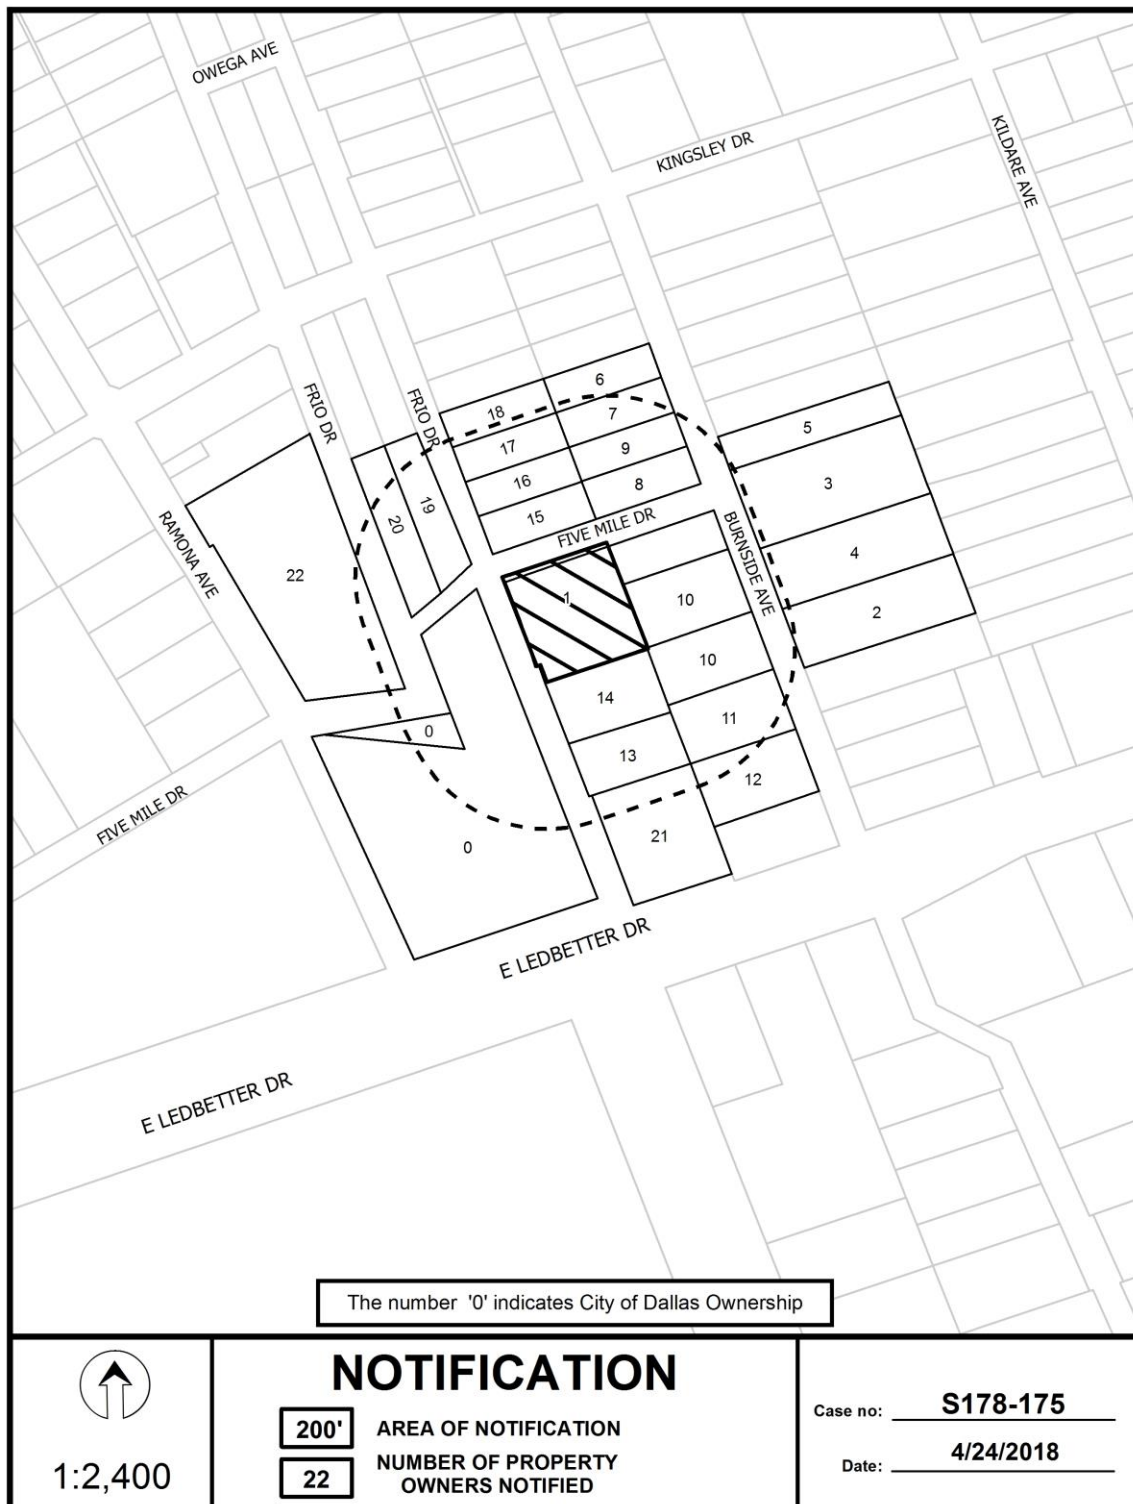 OWEGA AVE
KINGSLEY DR
KILDARE AVE
FRIO DR
FRIO DR
6
18
7
5
17
9
3
16
8
19
20
15
FIVE MILE DR
BURNSIDE AVE
RAMONA AVE
22
4
1
10
2
10
14
11
0
13
12
FIVE MILE DR
21
0
E LEDBETTER DR
E LEDBETTER DR
The number '0' indicates City of Dallas Ownership
1:2,400
NOTIFICATION
200' AREA OF NOTIFICATION
22 NUMBER OF PROPERTY
OWNERS NOTIFIED
Case no: S178-175
Date: 4/24/2018